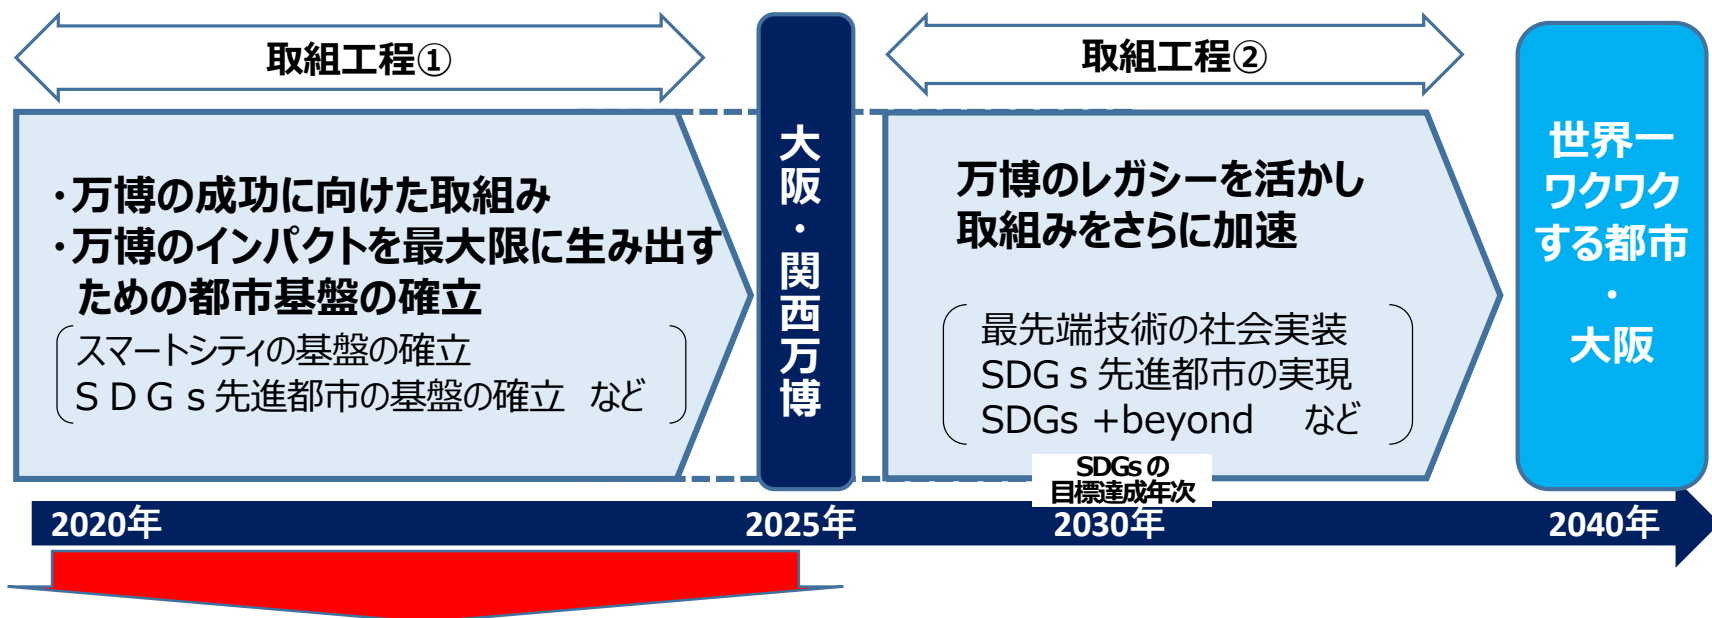 取組工程①
・万博の成功に向けた取組み
・万博のインパクトを最大限に生み出す
ための都市基盤の確立
スマートシティの基盤の確立
ＳＤＧｓ先進都市の基盤の確立　など
大阪・関西万博
取組工程②
万博のレガシーを活かし
取組みをさらに加速
最先端技術の社会実装
SDGｓ先進都市の実現
SDGs +beyond　など
SDGsの
目標達成年次
世界一
ワクワク
する都市
・
大阪
2020年
2025年
2030年
2040年